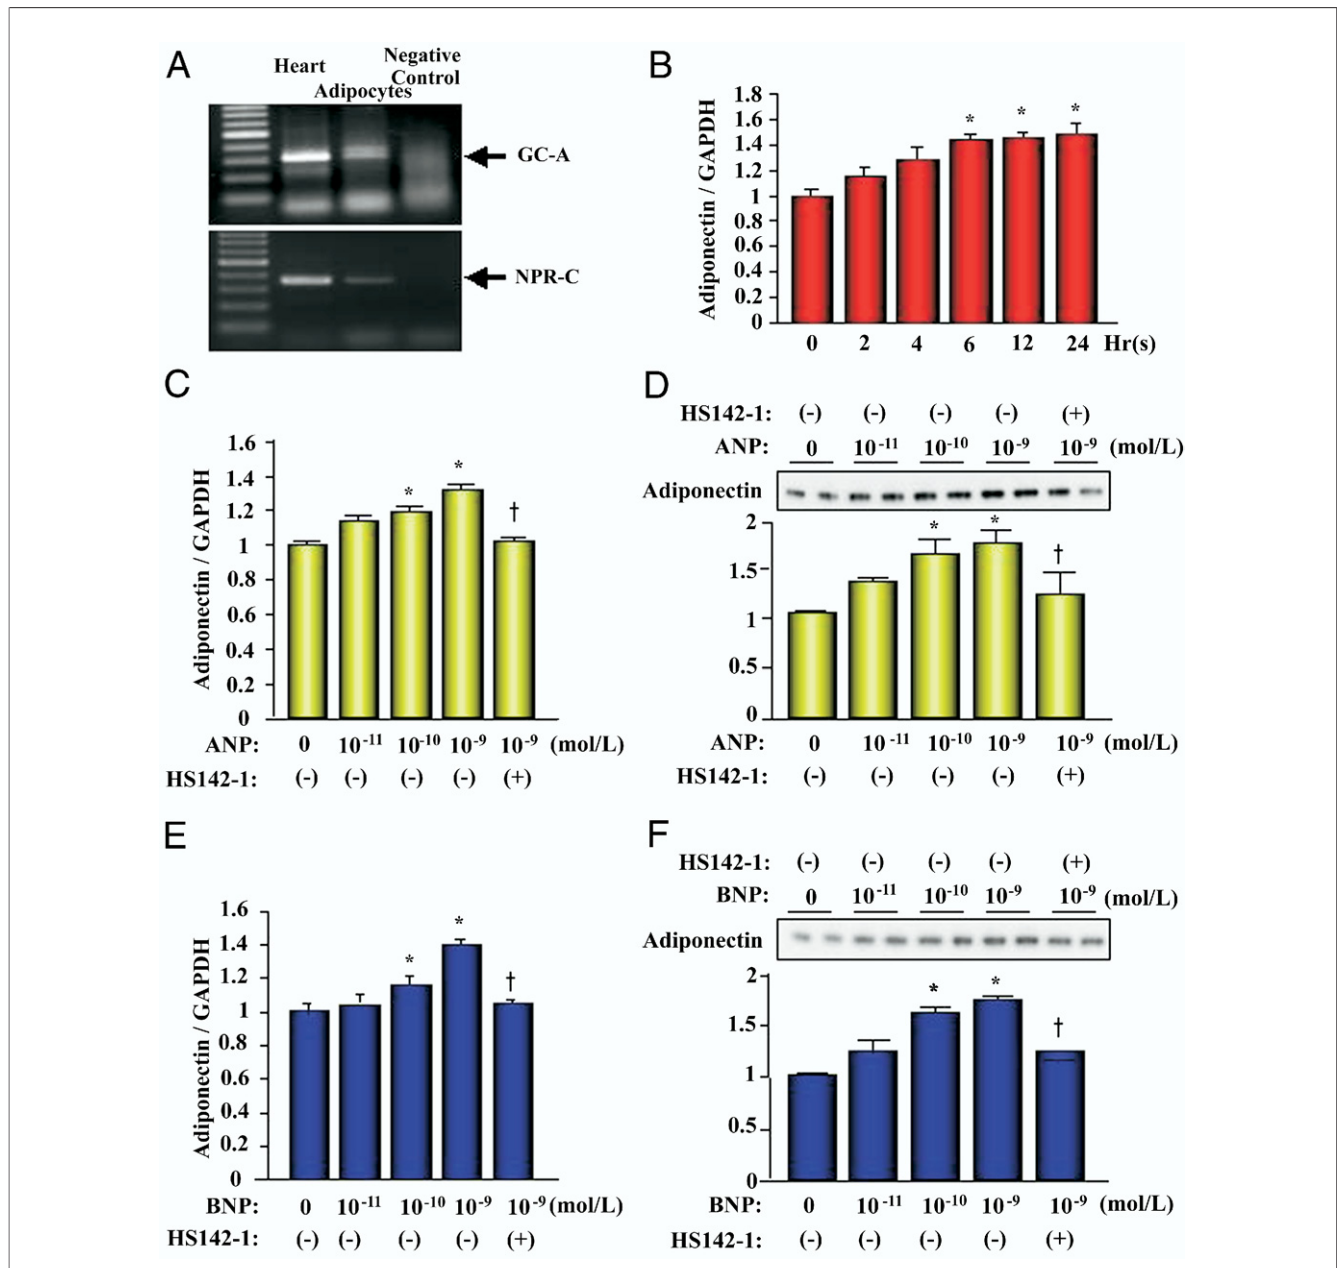 A
Heart
Negative
Control
Adipocytes
GC-A
NPR-C
B
Adiponectin / GAPDH
1.8
1.6
1.4
1.2
1
0.8
0.6
0.4
0.2
0
* * *
0 2 4 6 12 24 Hr(s)
C
Adiponectin / GAPDH
1.6
1.4
1.2
1
0.8
0.6
0.4
0.2
0
* * †
ANP: 0 10⁻¹¹ 10⁻¹⁰ 10⁻⁹ 10⁻⁹ (mol/L)
HS142-1: (-) (-) (-) (-) (+)
D
HS142-1: (-) (-) (-) (-) (+)
ANP: 0 10⁻¹¹ 10⁻¹⁰ 10⁻⁹ 10⁻⁹ (mol/L)
Adiponectin
2
1.5
1
0.5
0
* * †
ANP: 0 10⁻¹¹ 10⁻¹⁰ 10⁻⁹ 10⁻⁹ (mol/L)
HS142-1: (-) (-) (-) (-) (+)
E
Adiponectin / GAPDH
1.6
1.4
1.2
1
0.8
0.6
0.4
0.2
0
* * †
BNP: 0 10⁻¹¹ 10⁻¹⁰ 10⁻⁹ 10⁻⁹ (mol/L)
HS142-1: (-) (-) (-) (-) (+)
F
HS142-1: (-) (-) (-) (-) (+)
BNP: 0 10⁻¹¹ 10⁻¹⁰ 10⁻⁹ 10⁻⁹ (mol/L)
Adiponectin
2
1.5
1
0.5
0
* * †
BNP: 0 10⁻¹¹ 10⁻¹⁰ 10⁻⁹ 10⁻⁹ (mol/L)
HS142-1: (-) (-) (-) (-) (+)